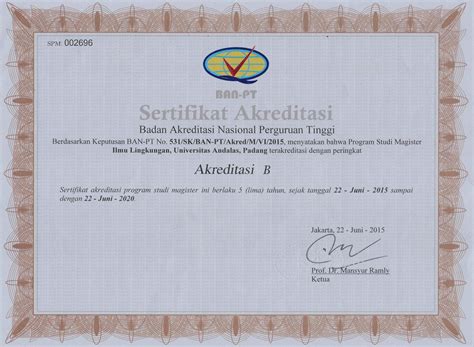 SPM: 002696
BAN-PT
Sertifikat Akreditasi
Badan Akreditasi Nasional Perguruan Tinggi
Berdasarkan Keputusan BAN-PT No. 531/SK/BAN-PT/Akred/M/VI/2015, menyatakan bahwa Program Studi Magister
Ilmu Lingkungan, Universitas Andalas, Padang terakreditasi dengan peringkat
Akreditasi B
Sertifikat akreditasi program studi magister ini berlaku 5 (lima) tahun, sejak tanggal 22 - Juni - 2015 sampai
dengan 22 - Juni - 2020.
Jakarta, 22 - Juni - 2015
Prof. Dr. Mansyur Ramly
Ketua